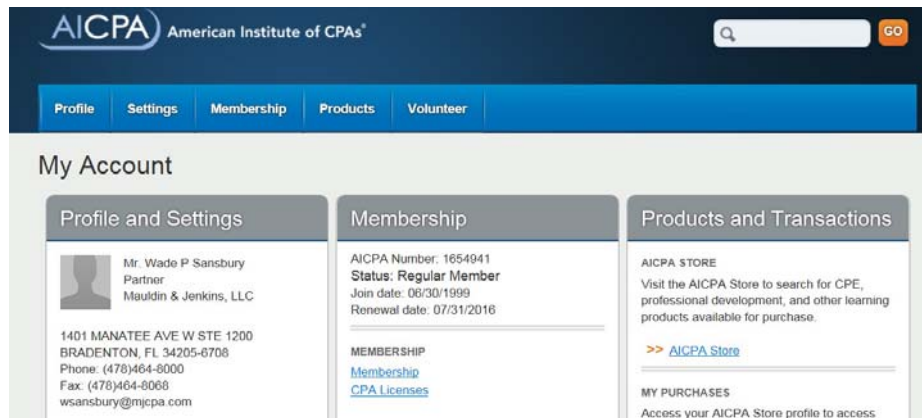 AICPA American Institute of CPAs®
GO
Profile Settings Membership Products Volunteer
My Account
Profile and Settings
Mr. Wade P Sansbury
Partner
Mauldin & Jenkins, LLC
1401 MANATEE AVE W STE 1200
BRADENTON, FL 34205-6708
Phone: (478)464-8000
Fax: (478)464-8068
wsansbury@mjcpa.com
Membership
AICPA Number: 1654941
Status: Regular Member
Join date: 06/30/1999
Renewal date: 07/31/2016
MEMBERSHIP
Membership
CPA Licenses
Products and Transactions
AICPA STORE
Visit the AICPA Store to search for CPE,
professional development, and other learning
products available for purchase.
>> AICPA Store
MY PURCHASES
Access your AICPA Store profile to access